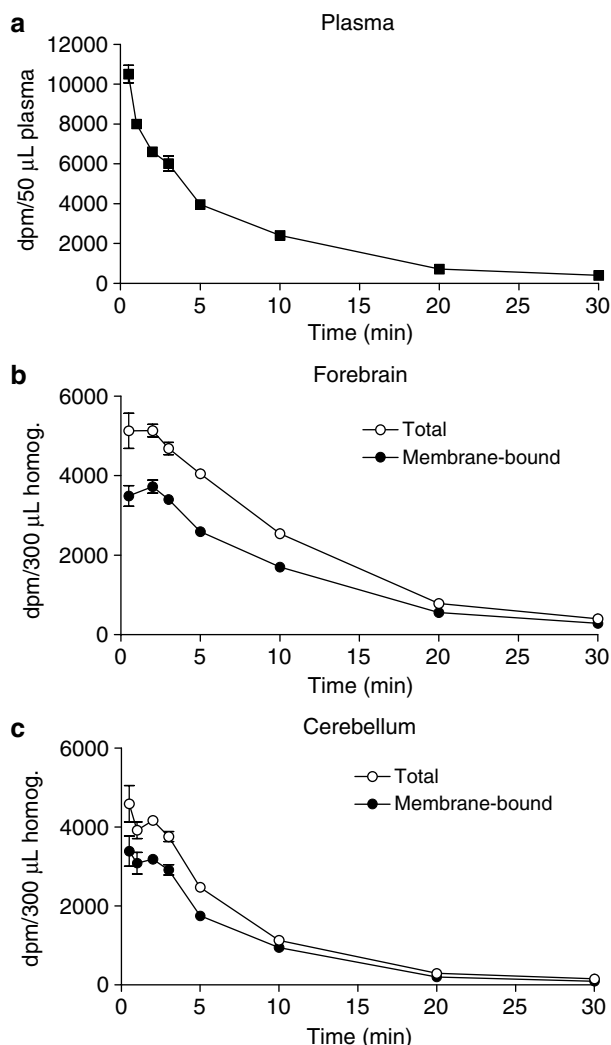 a
Plasma
dpm/50 μL plasma
12000
10000
8000
6000
4000
2000
0
0 5 10 15 20 25 30
Time (min)
b
Forebrain
dpm/300 μL homog.
6000
4000
2000
0
Total
Membrane-bound
0 5 10 15 20 25 30
Time (min)
c
Cerebellum
dpm/300 μL homog.
6000
4000
2000
0
Total
Membrane-bound
0 5 10 15 20 25 30
Time (min)